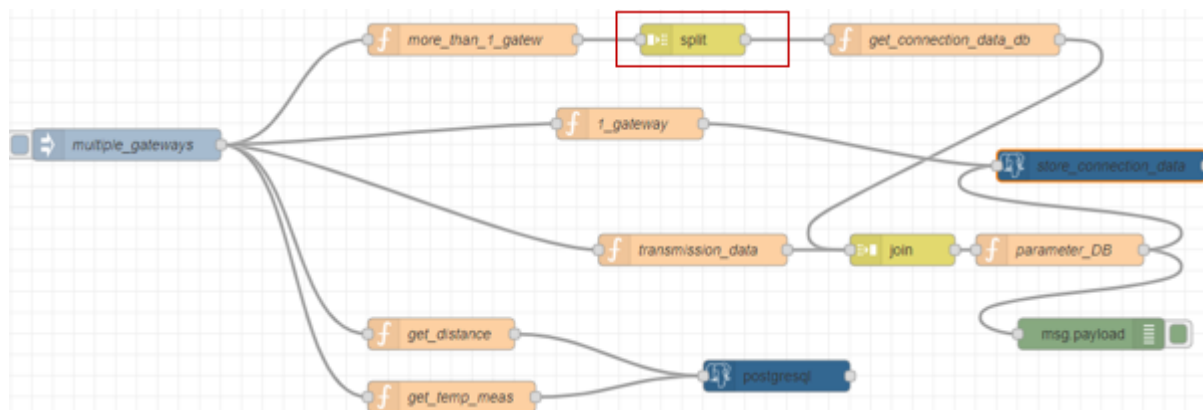 more_than_1_gatew
split
get_connection_data_db
1_gateway
multiple_gateways
store_connection_data
transmission_data
join
parameter_DB
get_distance
msg.payload
postgresql
get_temp_meas